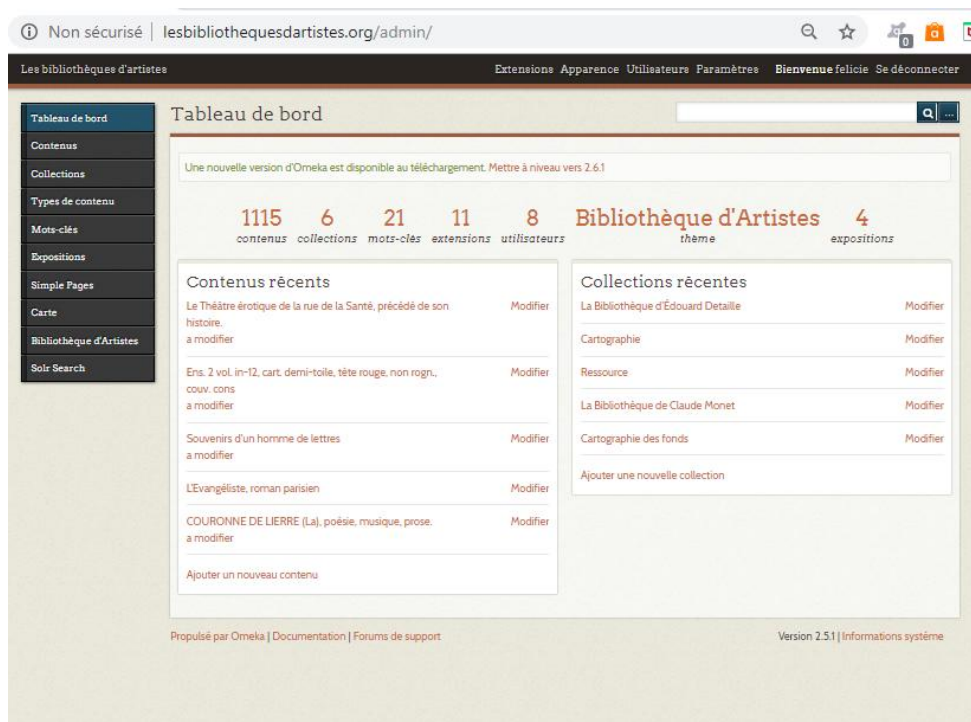 Non sécurisé | lesbibliothequesdartistes.org/admin/
0
Les bibliothèques d'artistes
Extensions Apparence Utilisateurs Paramètres Bienvenue felicie Se déconnecter
Tableau de bord
Contenus
Collections
Types de contenu
Mots-clés
Expositions
Simple Pages
Carte
Bibliothèque d'Artistes
Solr Search
Tableau de bord
...
Une nouvelle version d'Omeka est disponible au téléchargement. Mettre à niveau vers 2.6.1
1115 contenus
6 collections
21 mots-clés
11 extensions
8 utilisateurs
Bibliothèque d'Artistes thème
4 expositions
Contenus récents
Le Théâtre érotique de la rue de la Santé, précédé de son Modifier
histoire.
a modifier
Ens. 2 vol. in-12, cart. demi-toile, tête rouge, non rogn., Modifier
couv. cons
a modifier
Souvenirs d'un homme de lettres Modifier
a modifier
L'Evangéliste, roman parisien Modifier
COURONNE DE LIERRE (La), poésie, musique, prose. Modifier
a modifier
Ajouter un nouveau contenu
Collections récentes
La Bibliothèque d'Édouard Detaille Modifier
Cartographie Modifier
Ressource Modifier
La Bibliothèque de Claude Monet Modifier
Cartographie des fonds Modifier
Ajouter une nouvelle collection
Propulsé par Omeka | Documentation | Forums de support
Version 2.5.1 | Informations système